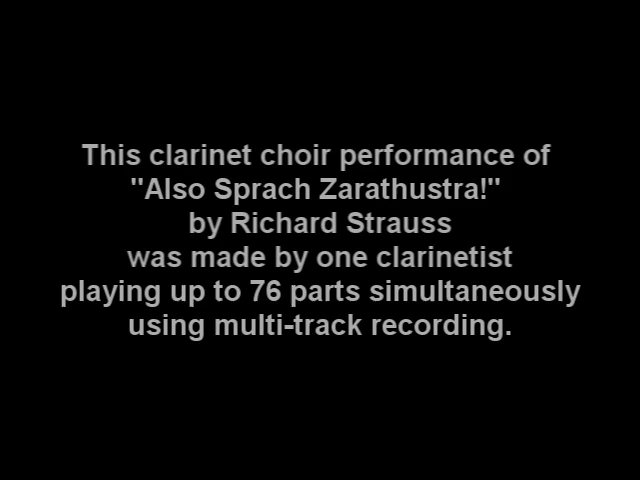 This clarinet choir performance of
"Also Sprach Zarathustra!"
by Richard Strauss
was made by one clarinetist
playing up to 76 parts simultaneously
using multi-track recording.